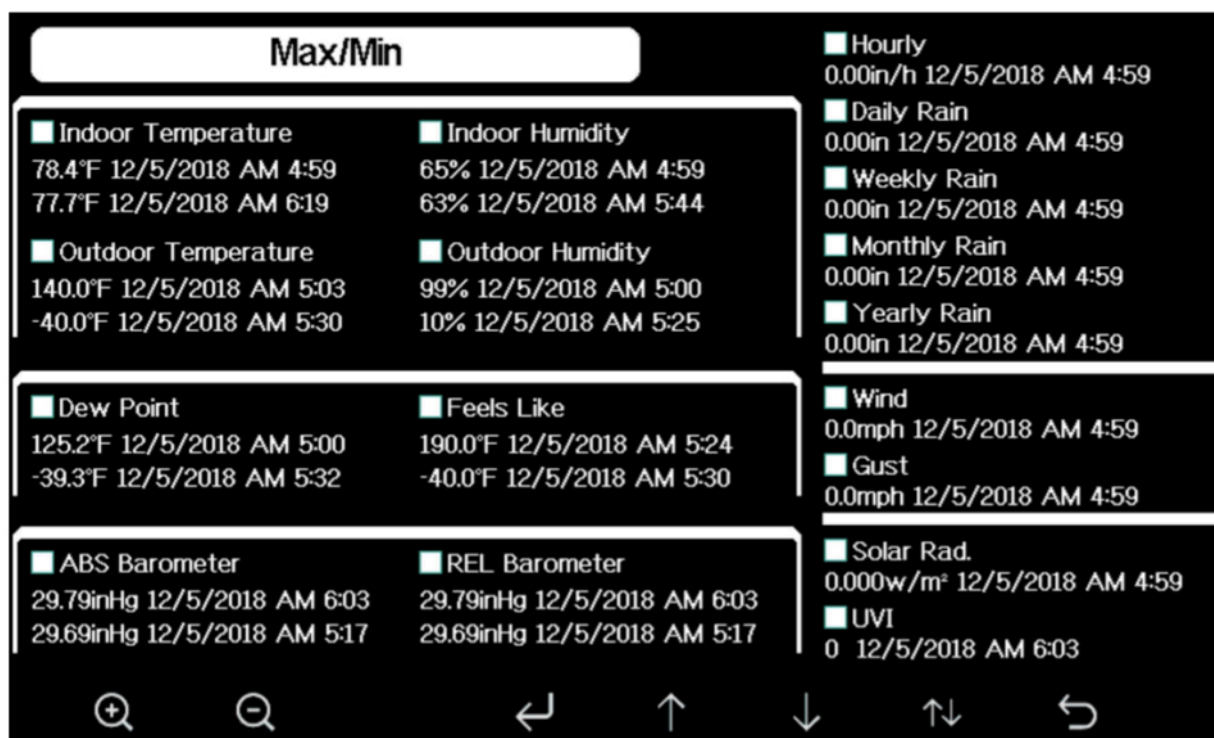 Max/Min
Indoor Temperature
78.4°F 12/5/2018 AM 4:59
77.7°F 12/5/2018 AM 6:19
Indoor Humidity
65% 12/5/2018 AM 4:59
63% 12/5/2018 AM 5:44
Outdoor Temperature
140.0°F 12/5/2018 AM 5:03
-40.0°F 12/5/2018 AM 5:30
Outdoor Humidity
99% 12/5/2018 AM 5:00
10% 12/5/2018 AM 5:25
Dew Point
125.2°F 12/5/2018 AM 5:00
-39.3°F 12/5/2018 AM 5:32
Feels Like
190.0°F 12/5/2018 AM 5:24
-40.0°F 12/5/2018 AM 5:30
ABS Barometer
29.79inHg 12/5/2018 AM 6:03
29.69inHg 12/5/2018 AM 5:17
REL Barometer
29.79inHg 12/5/2018 AM 6:03
29.69inHg 12/5/2018 AM 5:17
Hourly
0.00in/h 12/5/2018 AM 4:59
Daily Rain
0.00in 12/5/2018 AM 4:59
Weekly Rain
0.00in 12/5/2018 AM 4:59
Monthly Rain
0.00in 12/5/2018 AM 4:59
Yearly Rain
0.00in 12/5/2018 AM 4:59
Wind
0.0mph 12/5/2018 AM 4:59
Gust
0.0mph 12/5/2018 AM 4:59
Solar Rad.
0.000w/m² 12/5/2018 AM 4:59
UVI
0 12/5/2018 AM 6:03